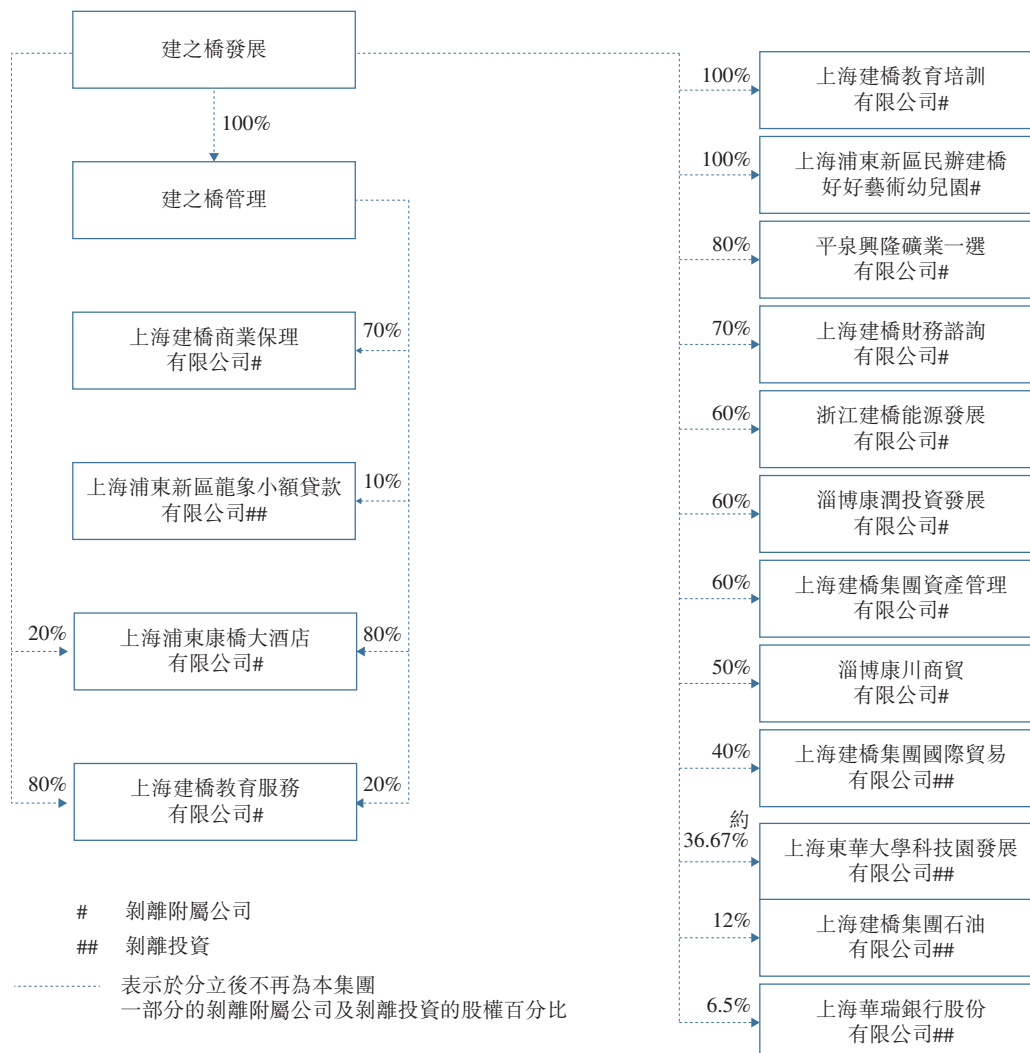 建之橋發展
100%
建之橋管理
上海建橋商業保理
有限公司#
70%
上海浦東新區龍象小額貸款
有限公司##
10%
20%
上海浦東康橋大酒店
有限公司#
80%
80%
上海建橋教育服務
有限公司#
20%
100%
上海建橋教育培訓
有限公司#
100%
上海浦東新區民辦建橋
好好藝術幼兒園#
80%
平泉興隆礦業一選
有限公司#
70%
上海建橋財務諮詢
有限公司#
60%
浙江建橋能源發展
有限公司#
60%
淄博康潤投資發展
有限公司#
60%
上海建橋集團資產管理
有限公司#
50%
淄博康川商貿
有限公司#
40%
上海建橋集團國際貿易
有限公司##
約
36.67%
上海東華大學科技園發展
有限公司##
12%
上海建橋集團石油
有限公司##
6.5%
上海華瑞銀行股份
有限公司##
# 剝離附屬公司
## 剝離投資
表示於分立後不再為本集團
一部分的剝離附屬公司及剝離投資的股權百分比